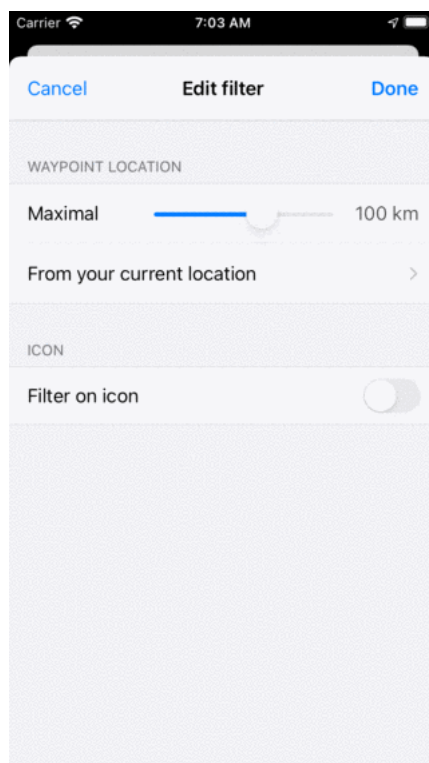 Carrier 7:03 AM
Cancel Edit filter Done
WAYPOINT LOCATION
Maximal 100 km
From your current location
ICON
Filter on icon